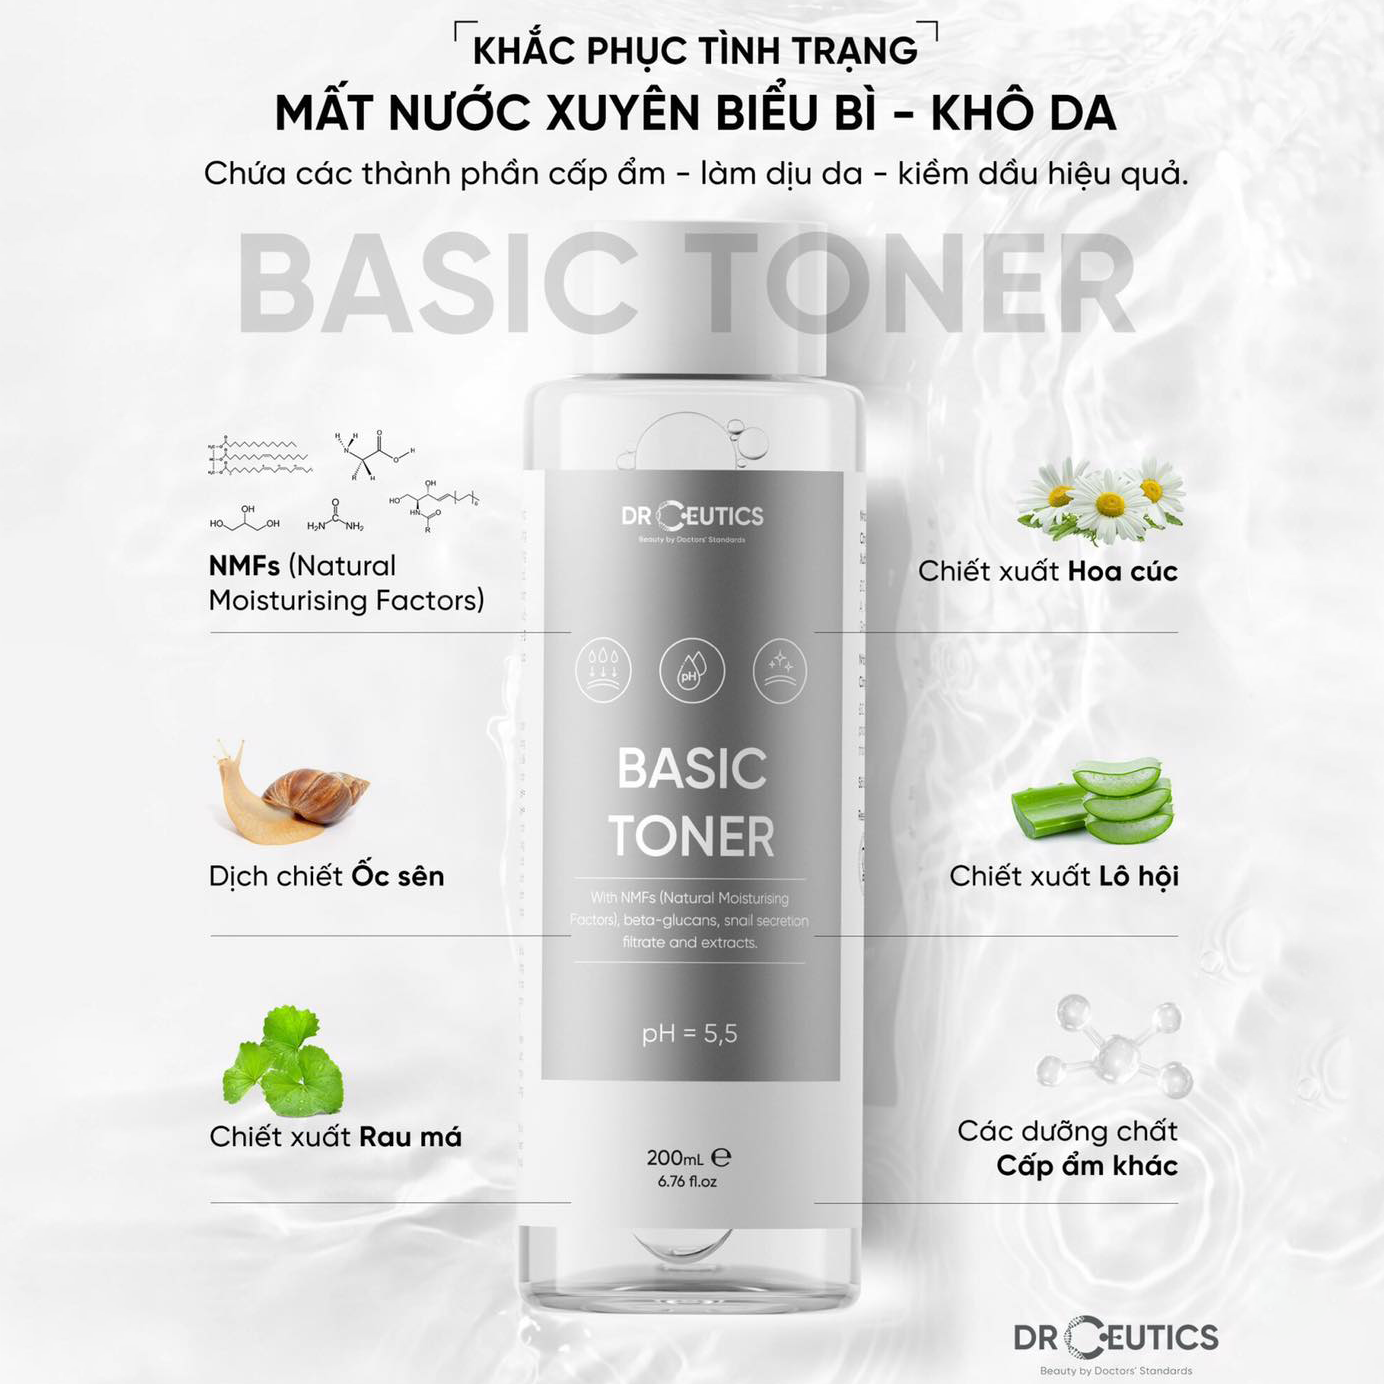 KHẮC PHỤC TÌNH TRẠNG
MẤT NƯỚC XUYÊN BIỂU BÌ - KHÔ DA
Chứa các thành phần cấp ẩm - làm dịu da - kiềm dầu hiệu quả.
BASIC TONER
NMFs (Natural
Moisturising Factors)
Dịch chiết Ốc sên
Chiết xuất Rau má
DR CEUTICS
Beauty by Doctors' Standards
pH
BASIC
TONER
With NMFs (Natural Moisturising
Factors), beta-glucans, snail secretion
filtrate and extracts.
pH = 5,5
200mL ℮
6.76 fl.oz
Chiết xuất Hoa cúc
Chiết xuất Lô hội
Các dưỡng chất
Cấp ẩm khác
DR CEUTICS
Beauty by Doctors' Standards